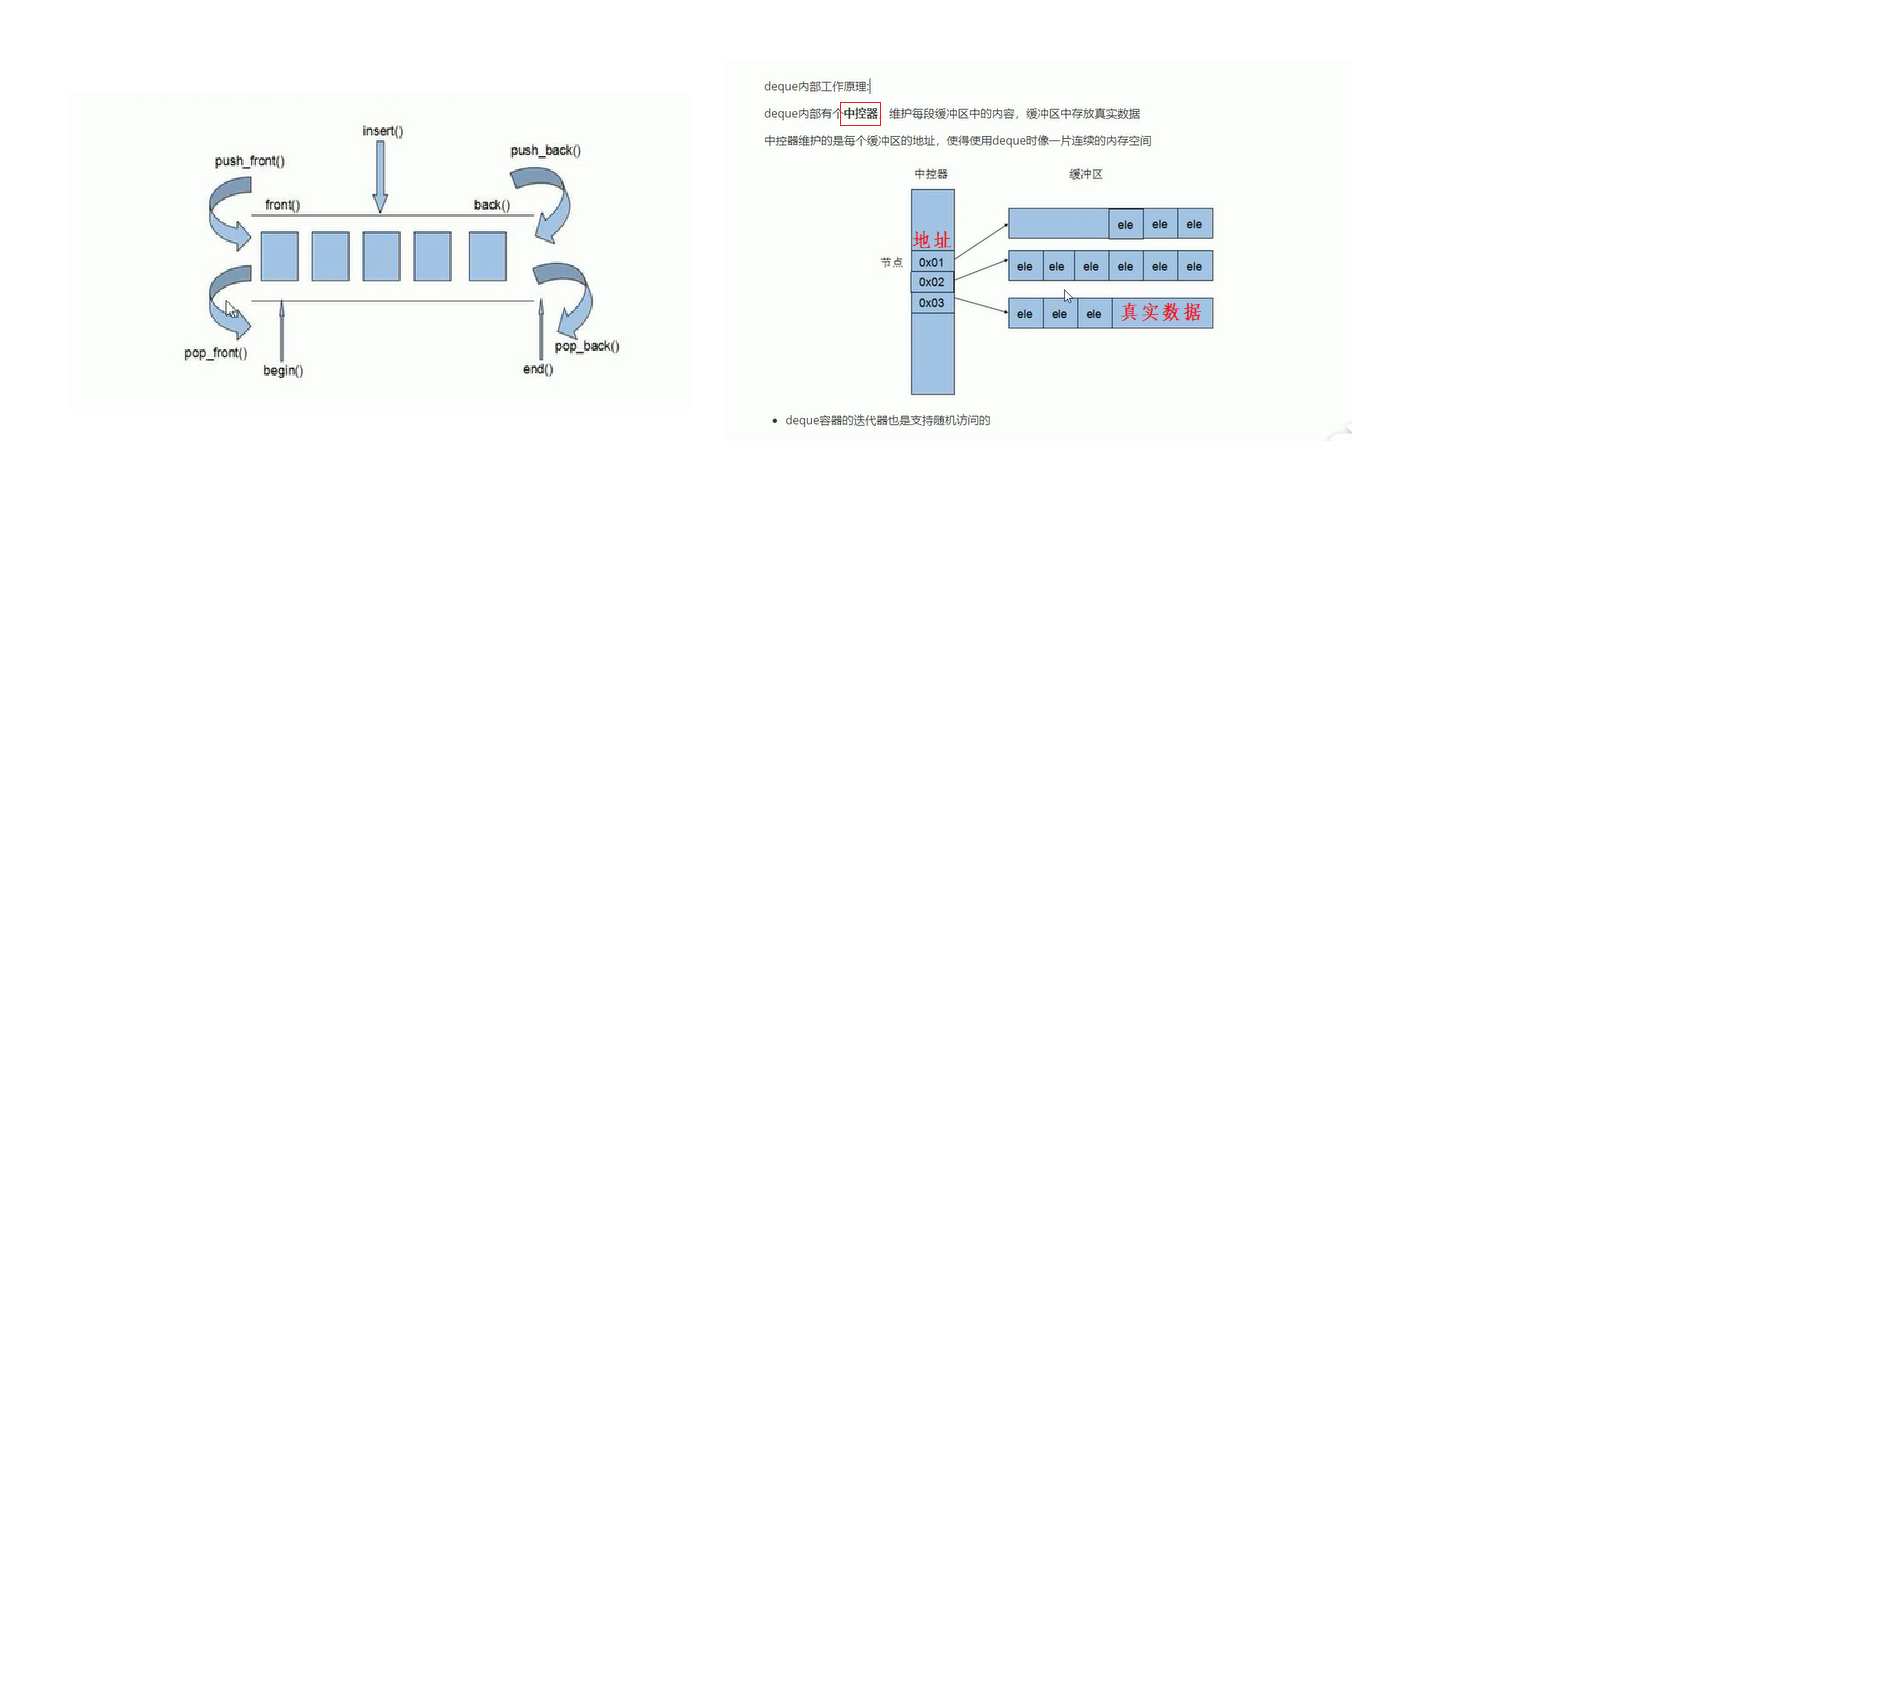 insert()
push_front()
push_back()
front()
back()
pop_front()
pop_back()
begin()
end()
deque内部工作原理:
deque内部有个中控器 维护每段缓冲区中的内容，缓冲区中存放真实数据
中控器维护的是每个缓冲区的地址，使得使用deque时像一片连续的内存空间
中控器
缓冲区
地址
ele ele ele
节点
0x01
ele ele ele ele ele ele
0x02
0x03
ele ele ele 真实数据
deque容器的迭代器也是支持随机访问的